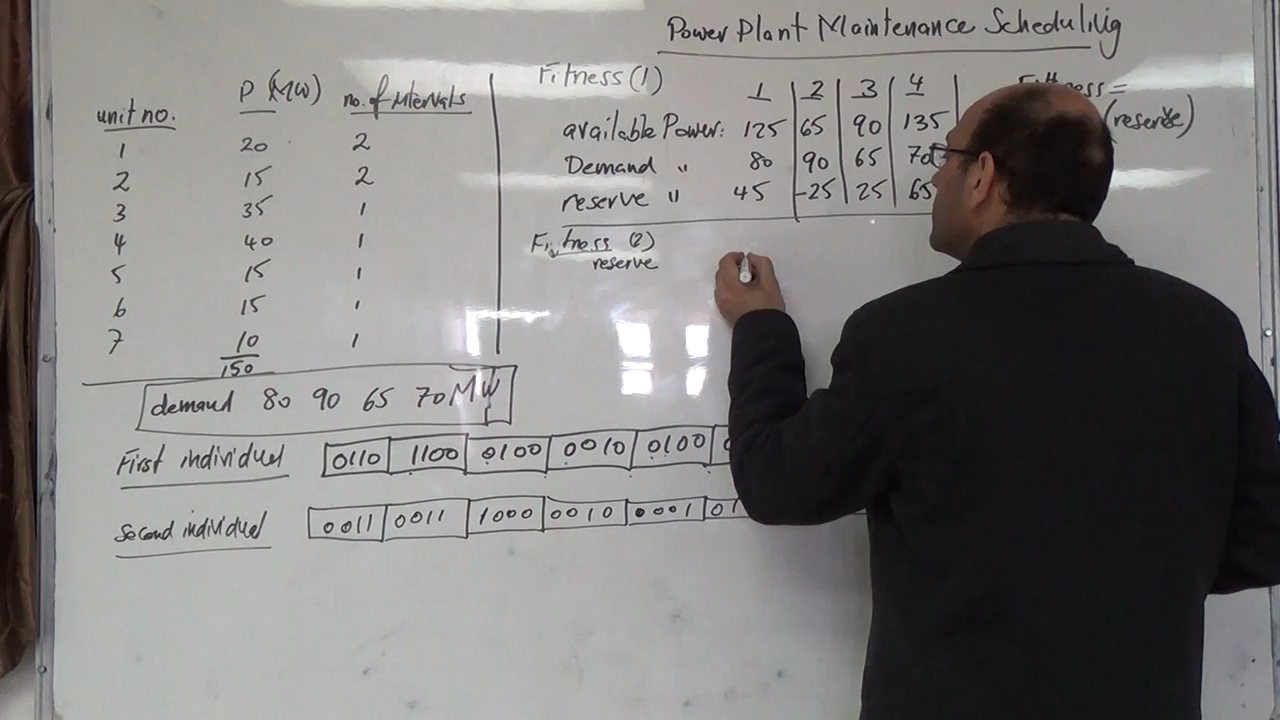 Power Plant Maintenance Scheduling
unit no. P (MW) no. of intervals
1 20 2
2 15 2
3 35 1
4 40 1
5 15 1
6 15 1
7 10 1
150
demand 80 90 65 70 MW
Fitness (1) 1 2 3 4
available Power: 125 65 90 135
Demand " 80 90 65 70
reserve " 45 -25 25 65
(reserve)
Fitness (2)
reserve
First individual 0110 1100 0100 0010 0100
Second individual 0011 0011 1000 0010 0001 01